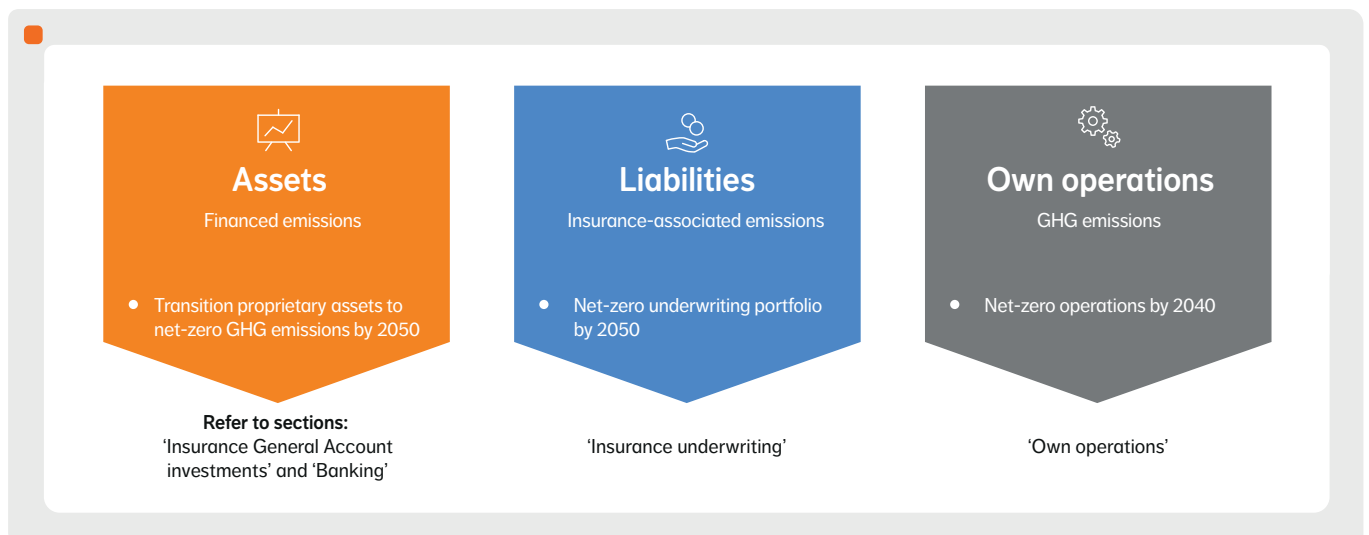 Assets
Financed emissions
● Transition proprietary assets to
net-zero GHG emissions by 2050
Refer to sections:
‘Insurance General Account
investments’ and ‘Banking’
Liabilities
Insurance-associated emissions
● Net-zero underwriting portfolio
by 2050
‘Insurance underwriting’
Own operations
GHG emissions
● Net-zero operations by 2040
‘Own operations’